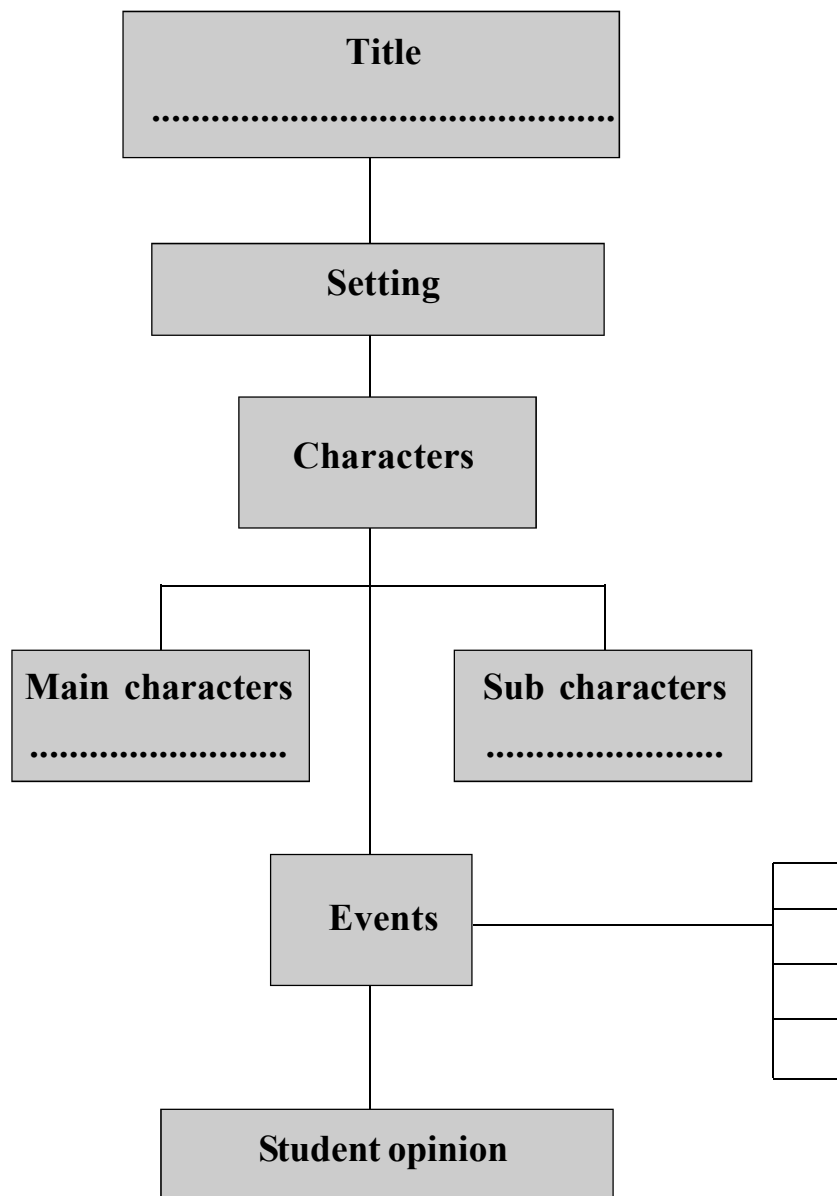 Title
...............................................
Setting
Characters
Main characters
..........................
Sub characters
........................
Events
Student opinion